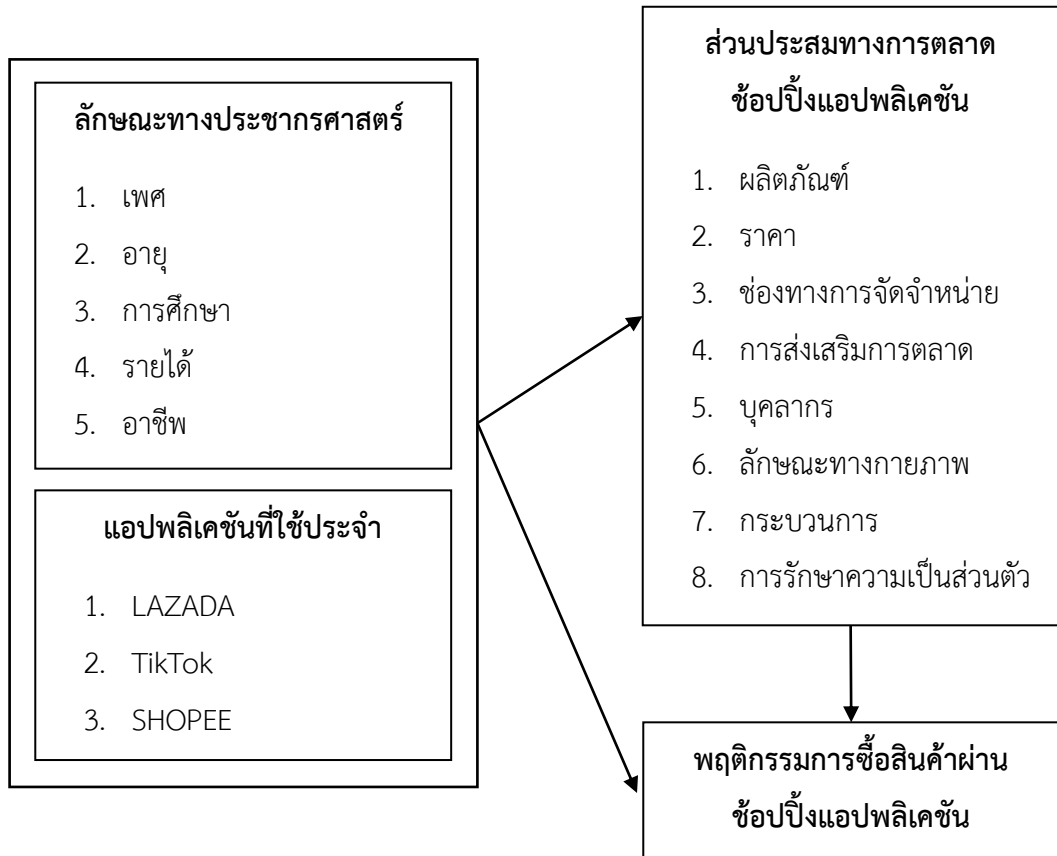 ลักษณะทางประชากรศาสตร์
1. เพศ
2. อายุ
3. การศึกษา
4. รายได้
5. อาชีพ
แอปพลิเคชันที่ใช้ประจำ
1. LAZADA
2. TikTok
3. SHOPEE
ส่วนประสมทางการตลาด
ช้อปปิ้งแอปพลิเคชัน
1. ผลิตภัณฑ์
2. ราคา
3. ช่องทางการจัดจำหน่าย
4. การส่งเสริมการตลาด
5. บุคลากร
6. ลักษณะทางกายภาพ
7. กระบวนการ
8. การรักษาความเป็นส่วนตัว
พฤติกรรมการซื้อสินค้าผ่าน
ช้อปปิ้งแอปพลิเคชัน